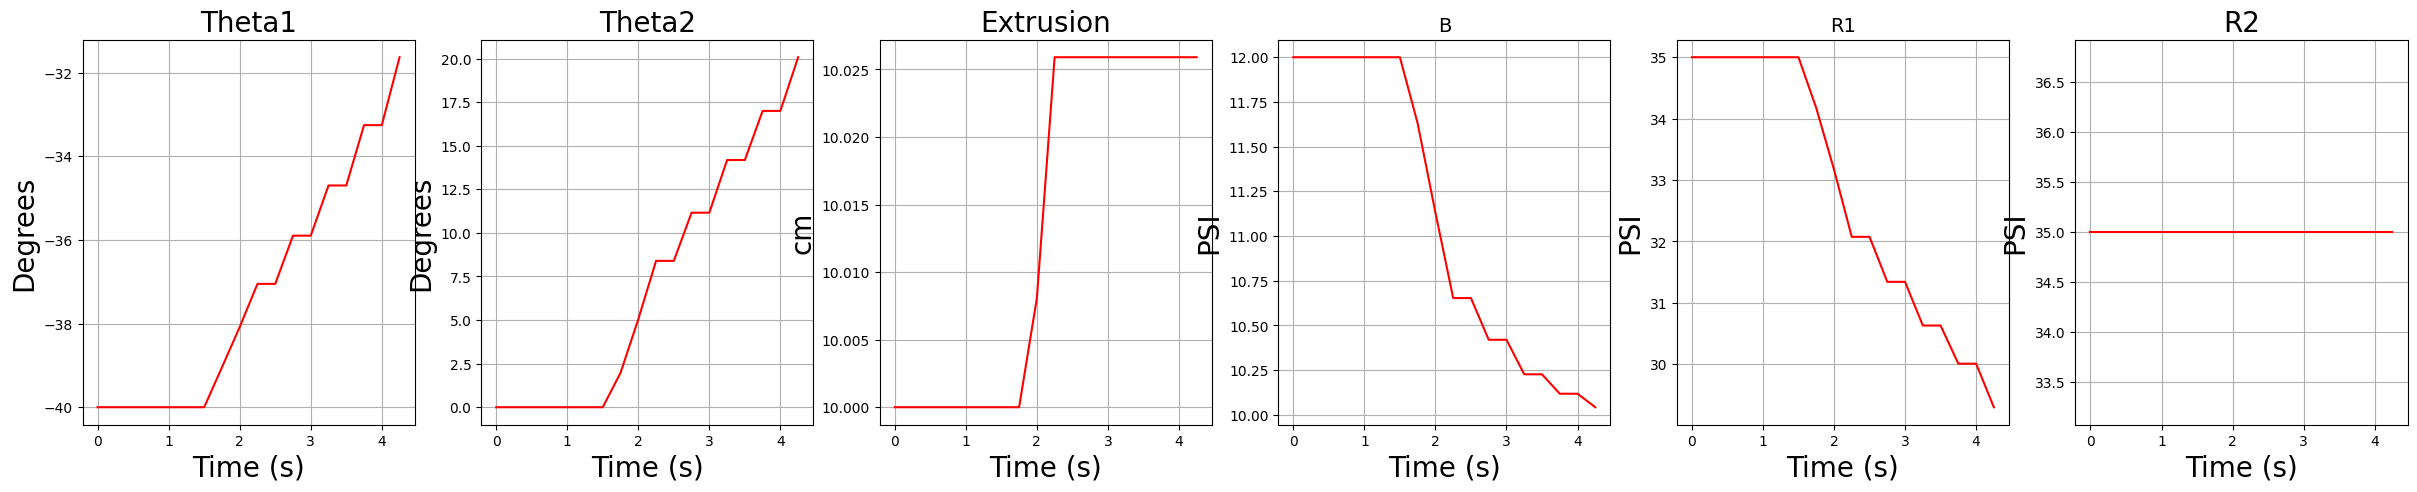 Theta1
−32
−34
−36
−38
−40
Degrees
0 1 2 3 4
Time (s)
Theta2
20.0
17.5
15.0
12.5
10.0
7.5
5.0
2.5
0.0
Degrees
0 1 2 3 4
Time (s)
Extrusion
10.025
10.020
10.015
10.010
10.005
10.000
cm
0 1 2 3 4
Time (s)
B
12.00
11.75
11.50
11.25
11.00
10.75
10.50
10.25
10.00
PSI
0 1 2 3 4
Time (s)
R1
35
34
33
32
31
30
PSI
0 1 2 3 4
Time (s)
R2
36.5
36.0
35.5
35.0
34.5
34.0
33.5
PSI
0 1 2 3 4
Time (s)